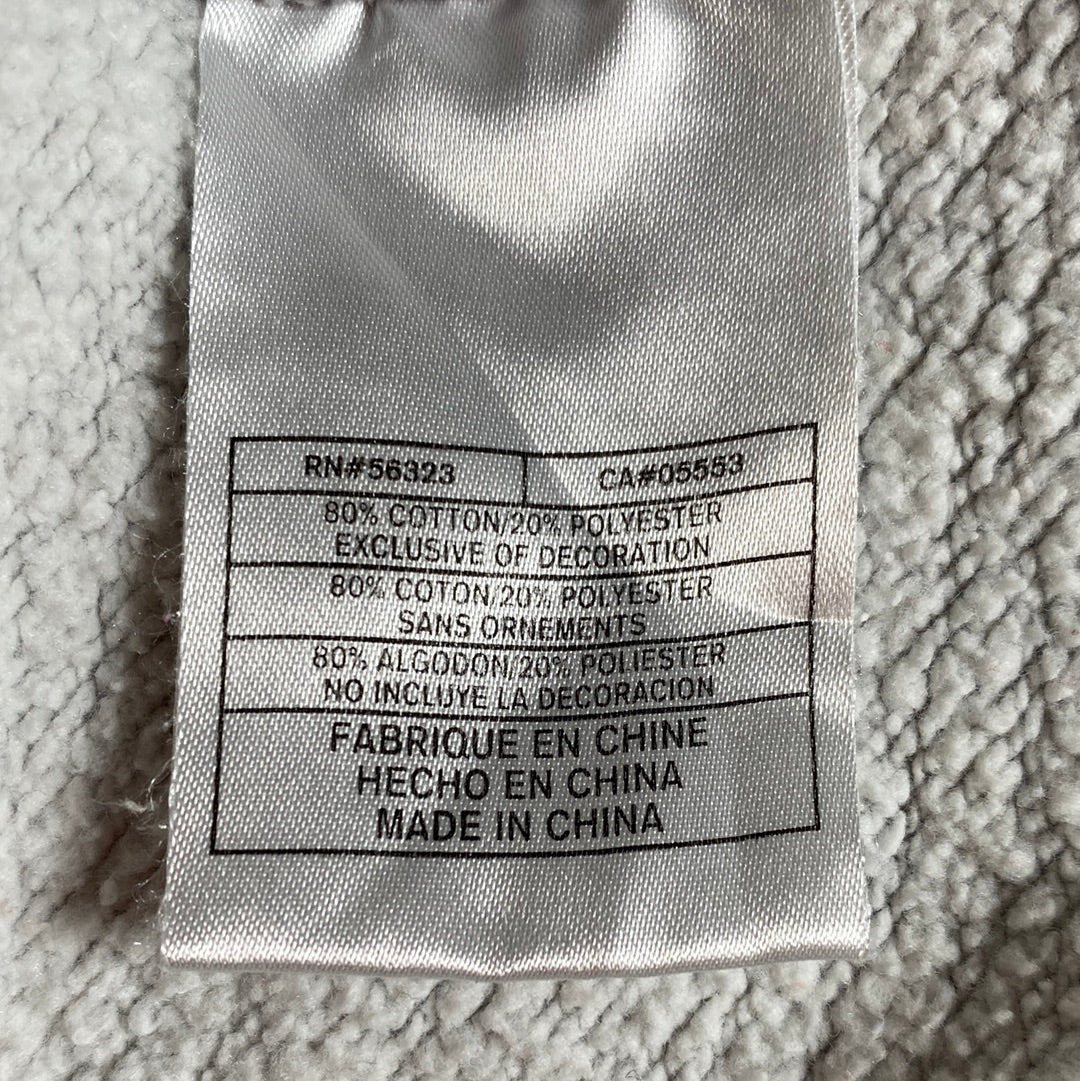 RN#56323 CA#05553
80% COTTON/20% POLYESTER
EXCLUSIVE OF DECORATION
80% COTON/20% POLYESTER
SANS ORNEMENTS
80% ALGODON/20% POLIESTER
NO INCLUYE LA DECORACION
FABRIQUE EN CHINE
HECHO EN CHINA
MADE IN CHINA